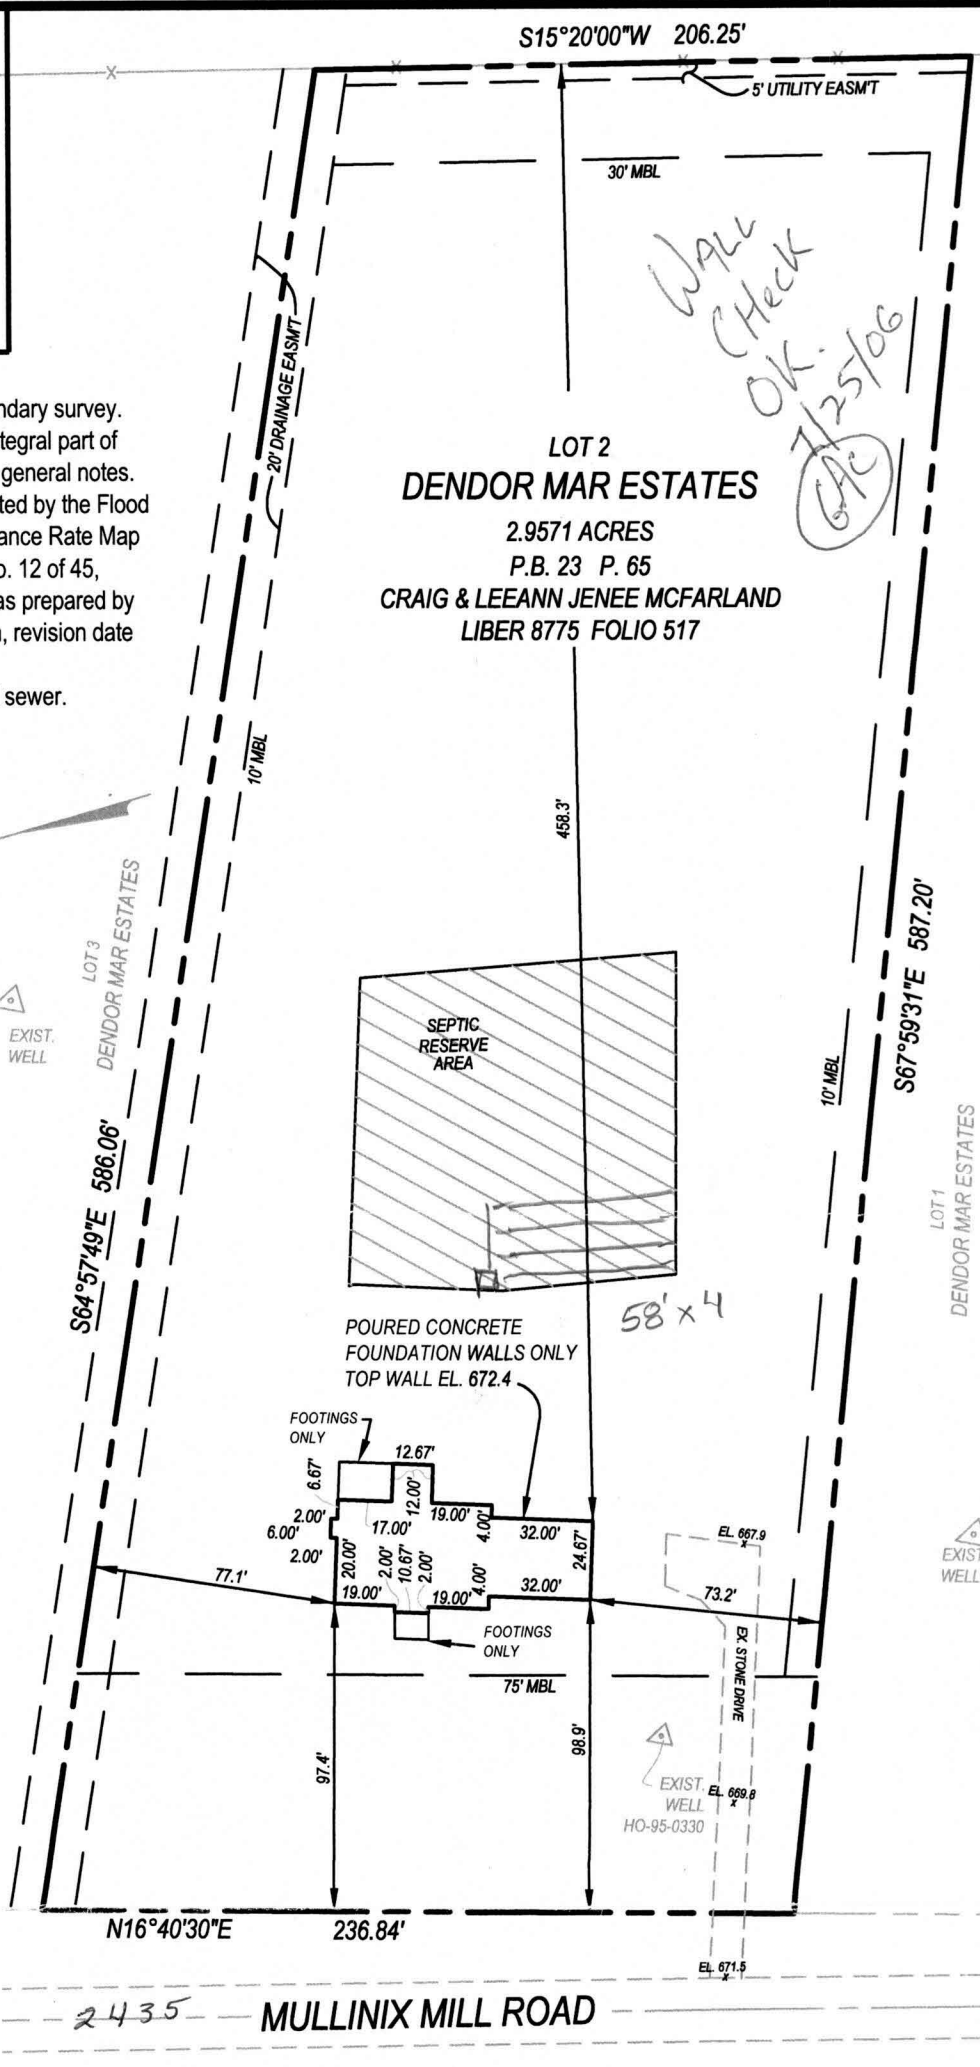 S15°20'00"W 206.25'
5' UTILITY EASM'T
30' MBL
WALL
CHECK
OK.
7/25/06
GAC
20' DRAINAGE EASM'T
ndary survey.
tegral part of
general notes.
ted by the Flood
ance Rate Map
o. 12 of 45,
as prepared by
, revision date
sewer.
LOT 2
DENDOR MAR ESTATES
2.9571 ACRES
P.B. 23 P. 65
CRAIG & LEEANN JENEE MCFARLAND
LIBER 8775 FOLIO 517
10' MBL
458.3'
LOT 3
DENDOR MAR ESTATES
EXIST.
WELL
S67°59'31"E 587.20'
SEPTIC
RESERVE
AREA
10' MBL
S64°57'49"E 586.06'
LOT 1
DENDOR MAR ESTATES
58' x 4
POURED CONCRETE
FOUNDATION WALLS ONLY
TOP WALL EL. 672.4
FOOTINGS
ONLY
12.67'
6.67'
12.00'
2.00'
17.00'
19.00'
4.00'
32.00'
24.67'
6.00'
2.00'
20.00'
2.00'
10.67'
2.00'
19.00'
19.00'
4.00'
32.00'
EL. 667.9
EXIST
WELL
77.1'
73.2'
FOOTINGS
ONLY
EX. STONE DRIVE
75' MBL
97.4'
98.9'
EXIST.
WELL
HO-95-0330
EL. 669.8
N16°40'30"E 236.84'
EL. 671.5
2435 MULLINIX MILL ROAD